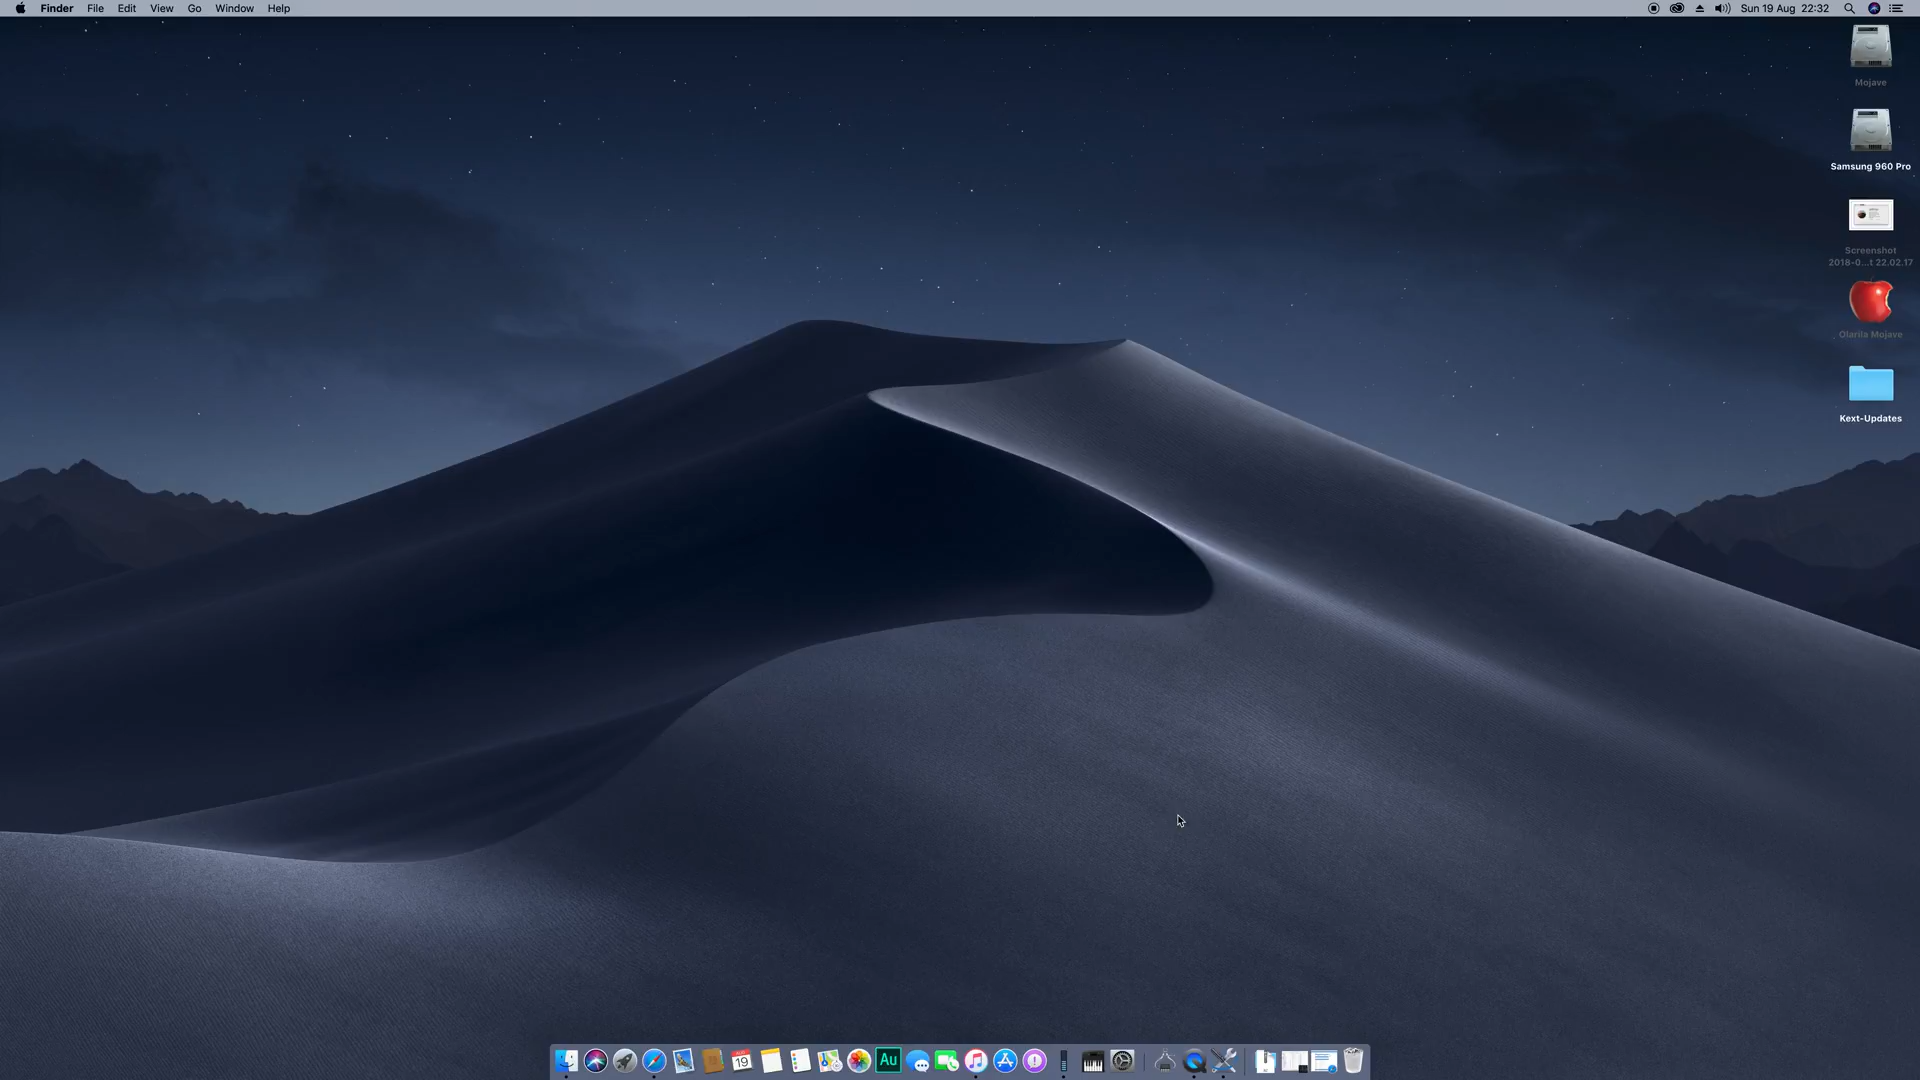 Finder File Edit View Go Window Help
Sun 19 Aug 22:32
Mojave
Samsung 960 Pro
Screenshot
2018-0...t 22.02.17
Olarila Mojave
Kext-Updates
19
Au